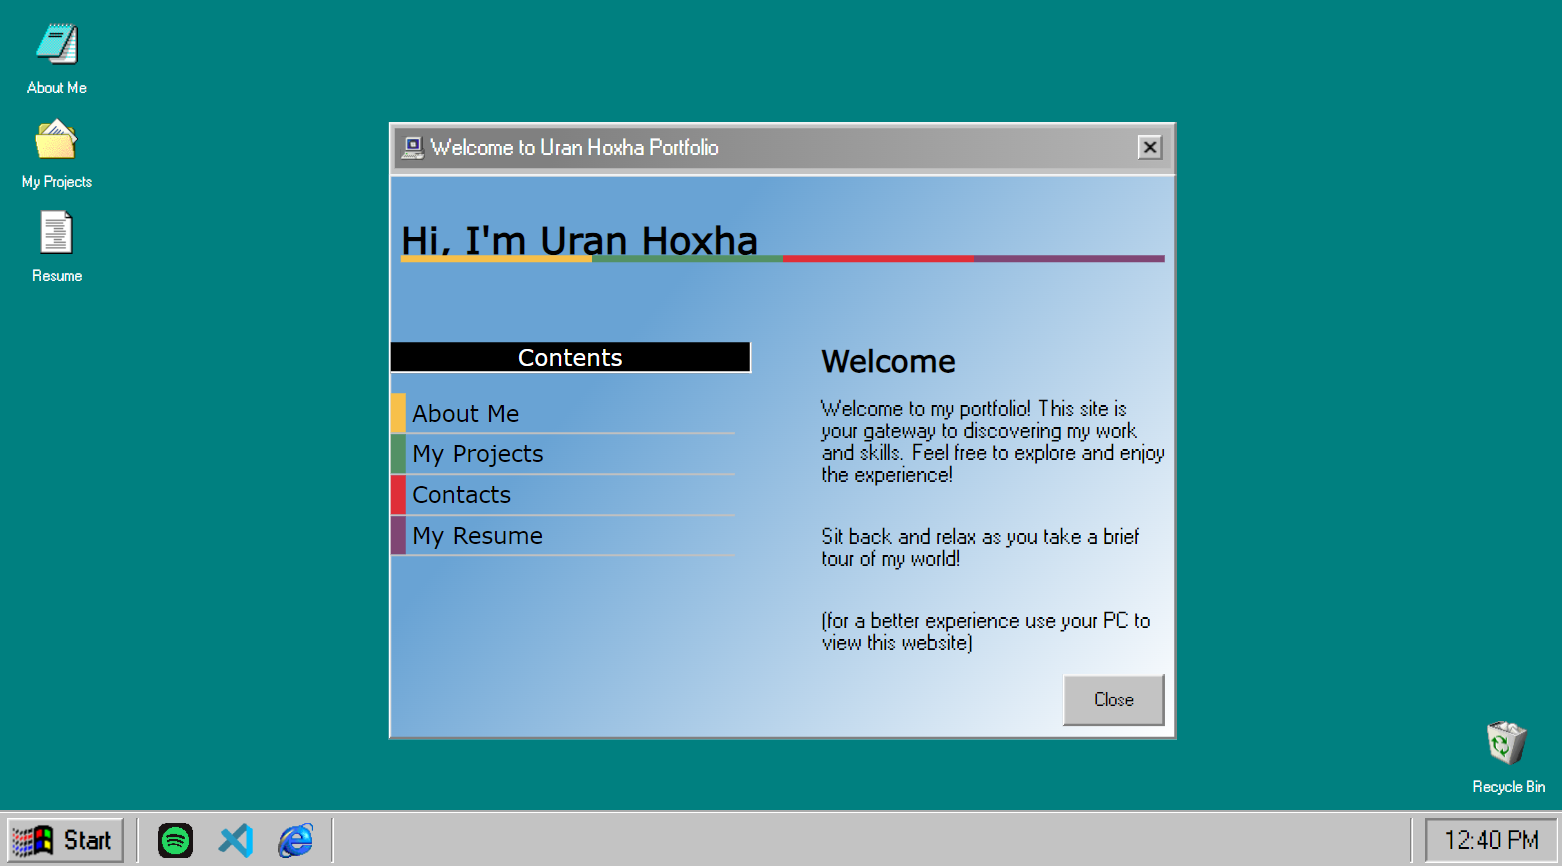 About Me
My Projects
Resume
Welcome to Uran Hoxha Portfolio
Hi, I'm Uran Hoxha
Contents
About Me
My Projects
Contacts
My Resume
Welcome
Welcome to my portfolio! This site is
your gateway to discovering my work
and skills. Feel free to explore and enjoy
the experience!
Sit back and relax as you take a brief
tour of my world!
(for a better experience use your PC to
view this website)
Close
Recycle Bin
Start
12:40 PM